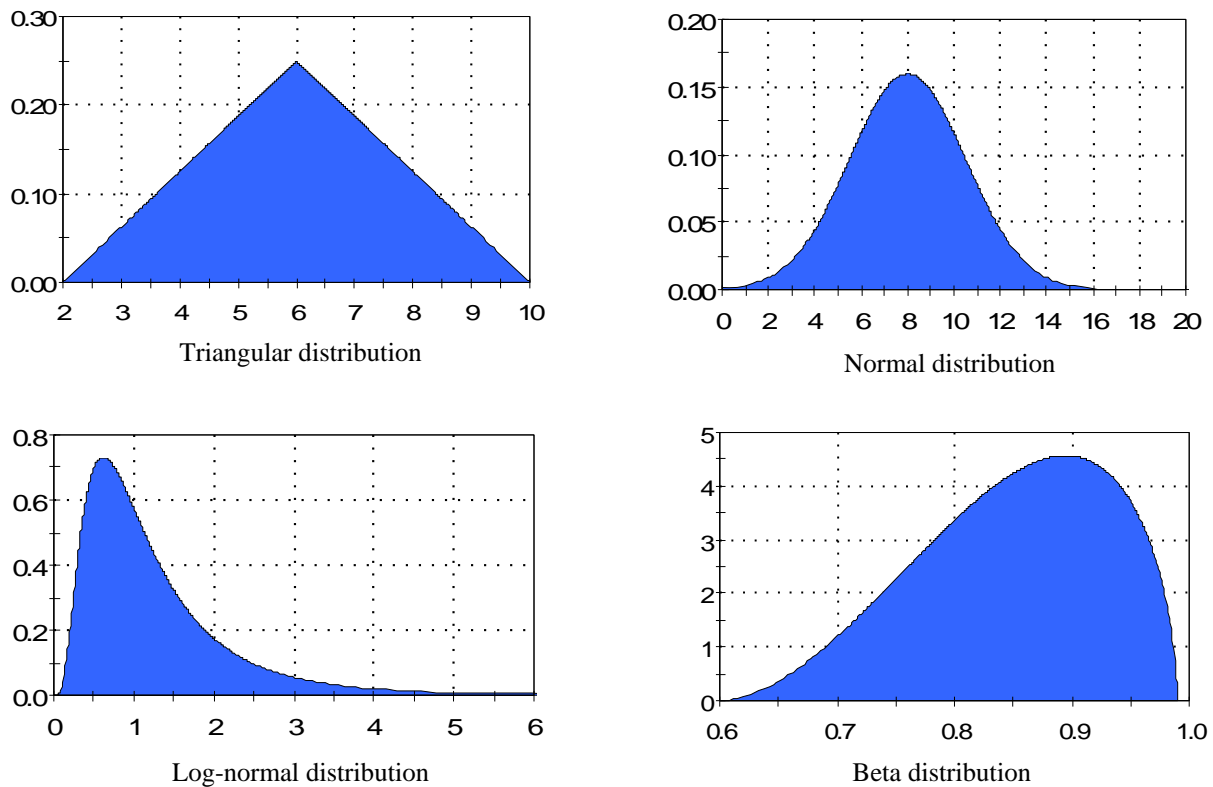 0.30
0.20
0.10
0.00
2 3 4 5 6 7 8 9 10
Triangular distribution
0.20
0.15
0.10
0.05
0.00
0 2 4 6 8 10 12 14 16 18 20
Normal distribution
0.8
0.6
0.4
0.2
0.0
0 1 2 3 4 5 6
Log-normal distribution
5
4
3
2
1
0
0.6 0.7 0.8 0.9 1.0
Beta distribution